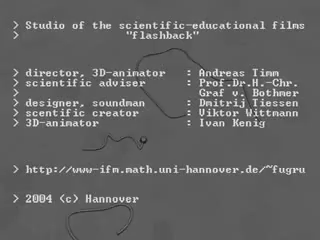 > Studio of the scientific-educational films
> "flashback"
> director, 3D-animator : Andreas Timm
> scientific adviser : Prof.Dr.H.-Chr.
> Graf v. Bothmer
> designer, soundman : Dmitrij Tiessen
> scentific creator : Viktor Wittmann
> 3D-animator : Ivan Kenig
> http://www-ifm.math.uni-hannover.de/~fugru
> 2004 (c) Hannover